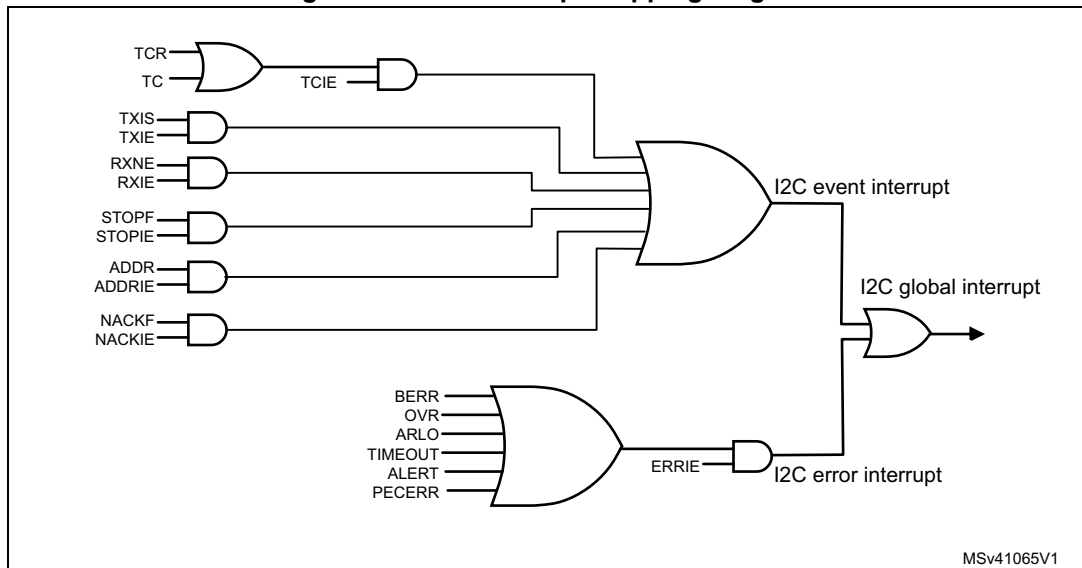 TCR
TC
TCIE
TXIS
TXIE
RXNE
RXIE
STOPF
STOPIE
ADDR
ADDRIE
NACKF
NACKIE
I2C event interrupt
I2C global interrupt
BERR
OVR
ARLO
TIMEOUT
ALERT
PECERR
ERRIE
I2C error interrupt
MSv41065V1